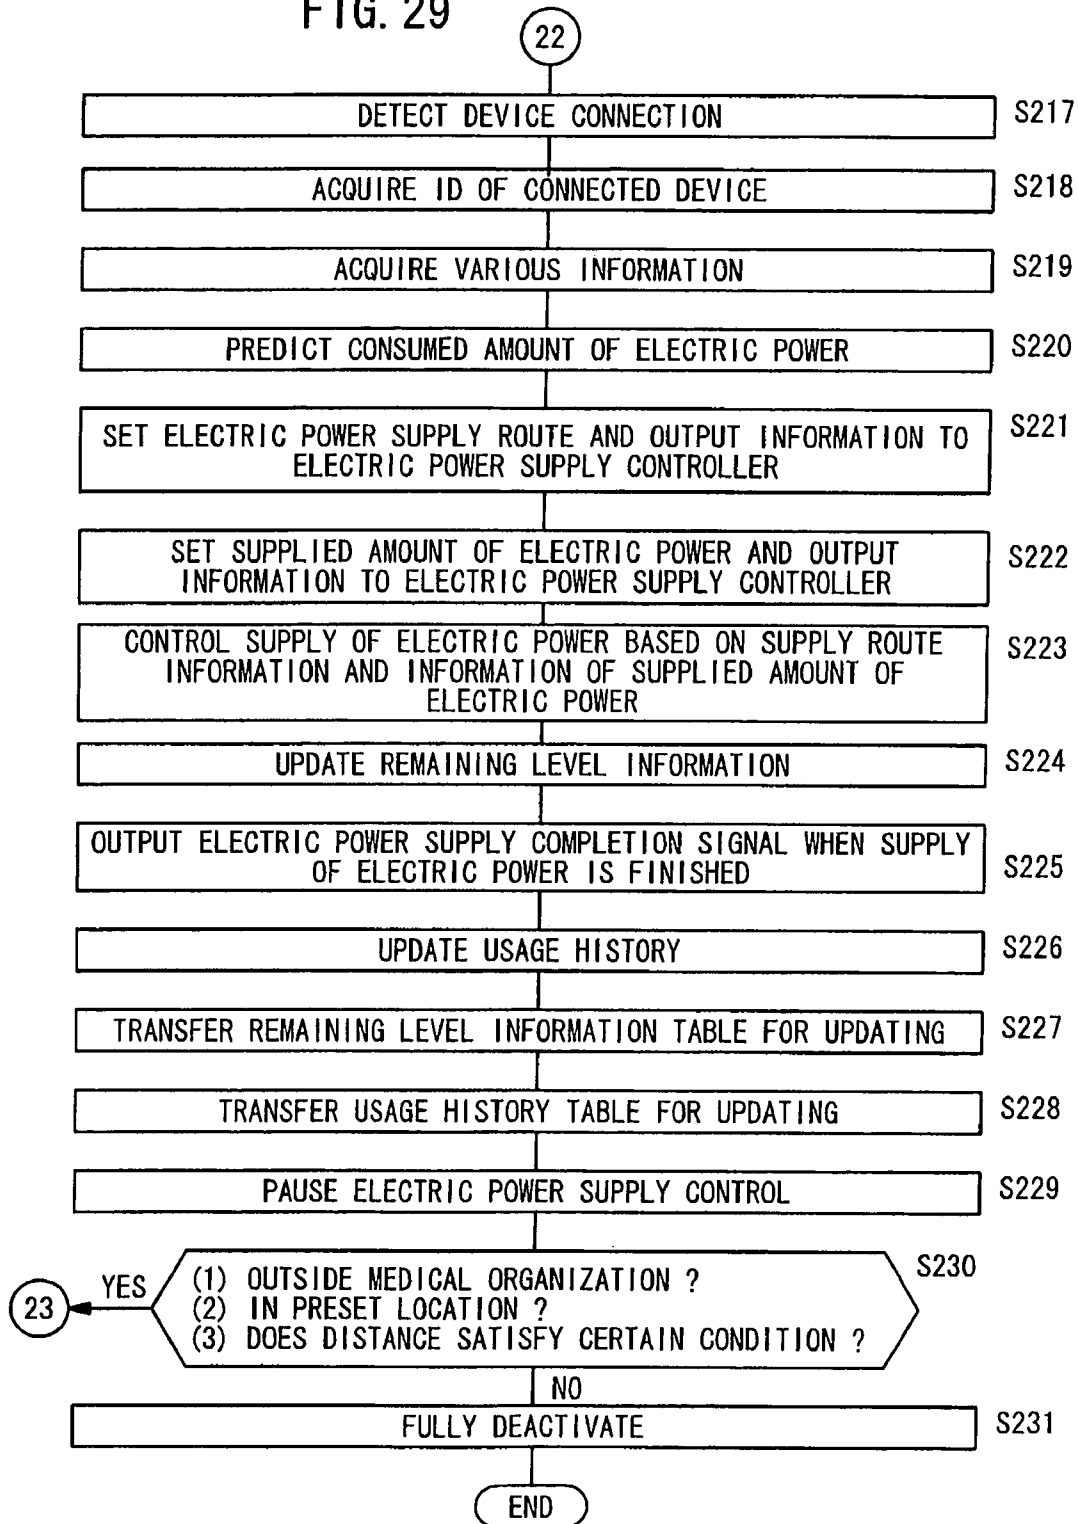 FIG. 29
22
DETECT DEVICE CONNECTION
S217
ACQUIRE ID OF CONNECTED DEVICE
S218
ACQUIRE VARIOUS INFORMATION
S219
PREDICT CONSUMED AMOUNT OF ELECTRIC POWER
S220
SET ELECTRIC POWER SUPPLY ROUTE AND OUTPUT INFORMATION TO
ELECTRIC POWER SUPPLY CONTROLLER
S221
SET SUPPLIED AMOUNT OF ELECTRIC POWER AND OUTPUT
INFORMATION TO ELECTRIC POWER SUPPLY CONTROLLER
S222
CONTROL SUPPLY OF ELECTRIC POWER BASED ON SUPPLY ROUTE
INFORMATION AND INFORMATION OF SUPPLIED AMOUNT OF
ELECTRIC POWER
S223
UPDATE REMAINING LEVEL INFORMATION
S224
OUTPUT ELECTRIC POWER SUPPLY COMPLETION SIGNAL WHEN SUPPLY
OF ELECTRIC POWER IS FINISHED
S225
UPDATE USAGE HISTORY
S226
TRANSFER REMAINING LEVEL INFORMATION TABLE FOR UPDATING
S227
TRANSFER USAGE HISTORY TABLE FOR UPDATING
S228
PAUSE ELECTRIC POWER SUPPLY CONTROL
S229
S230
(1) OUTSIDE MEDICAL ORGANIZATION ?
(2) IN PRESET LOCATION ?
(3) DOES DISTANCE SATISFY CERTAIN CONDITION ?
YES
23
NO
FULLY DEACTIVATE
S231
END